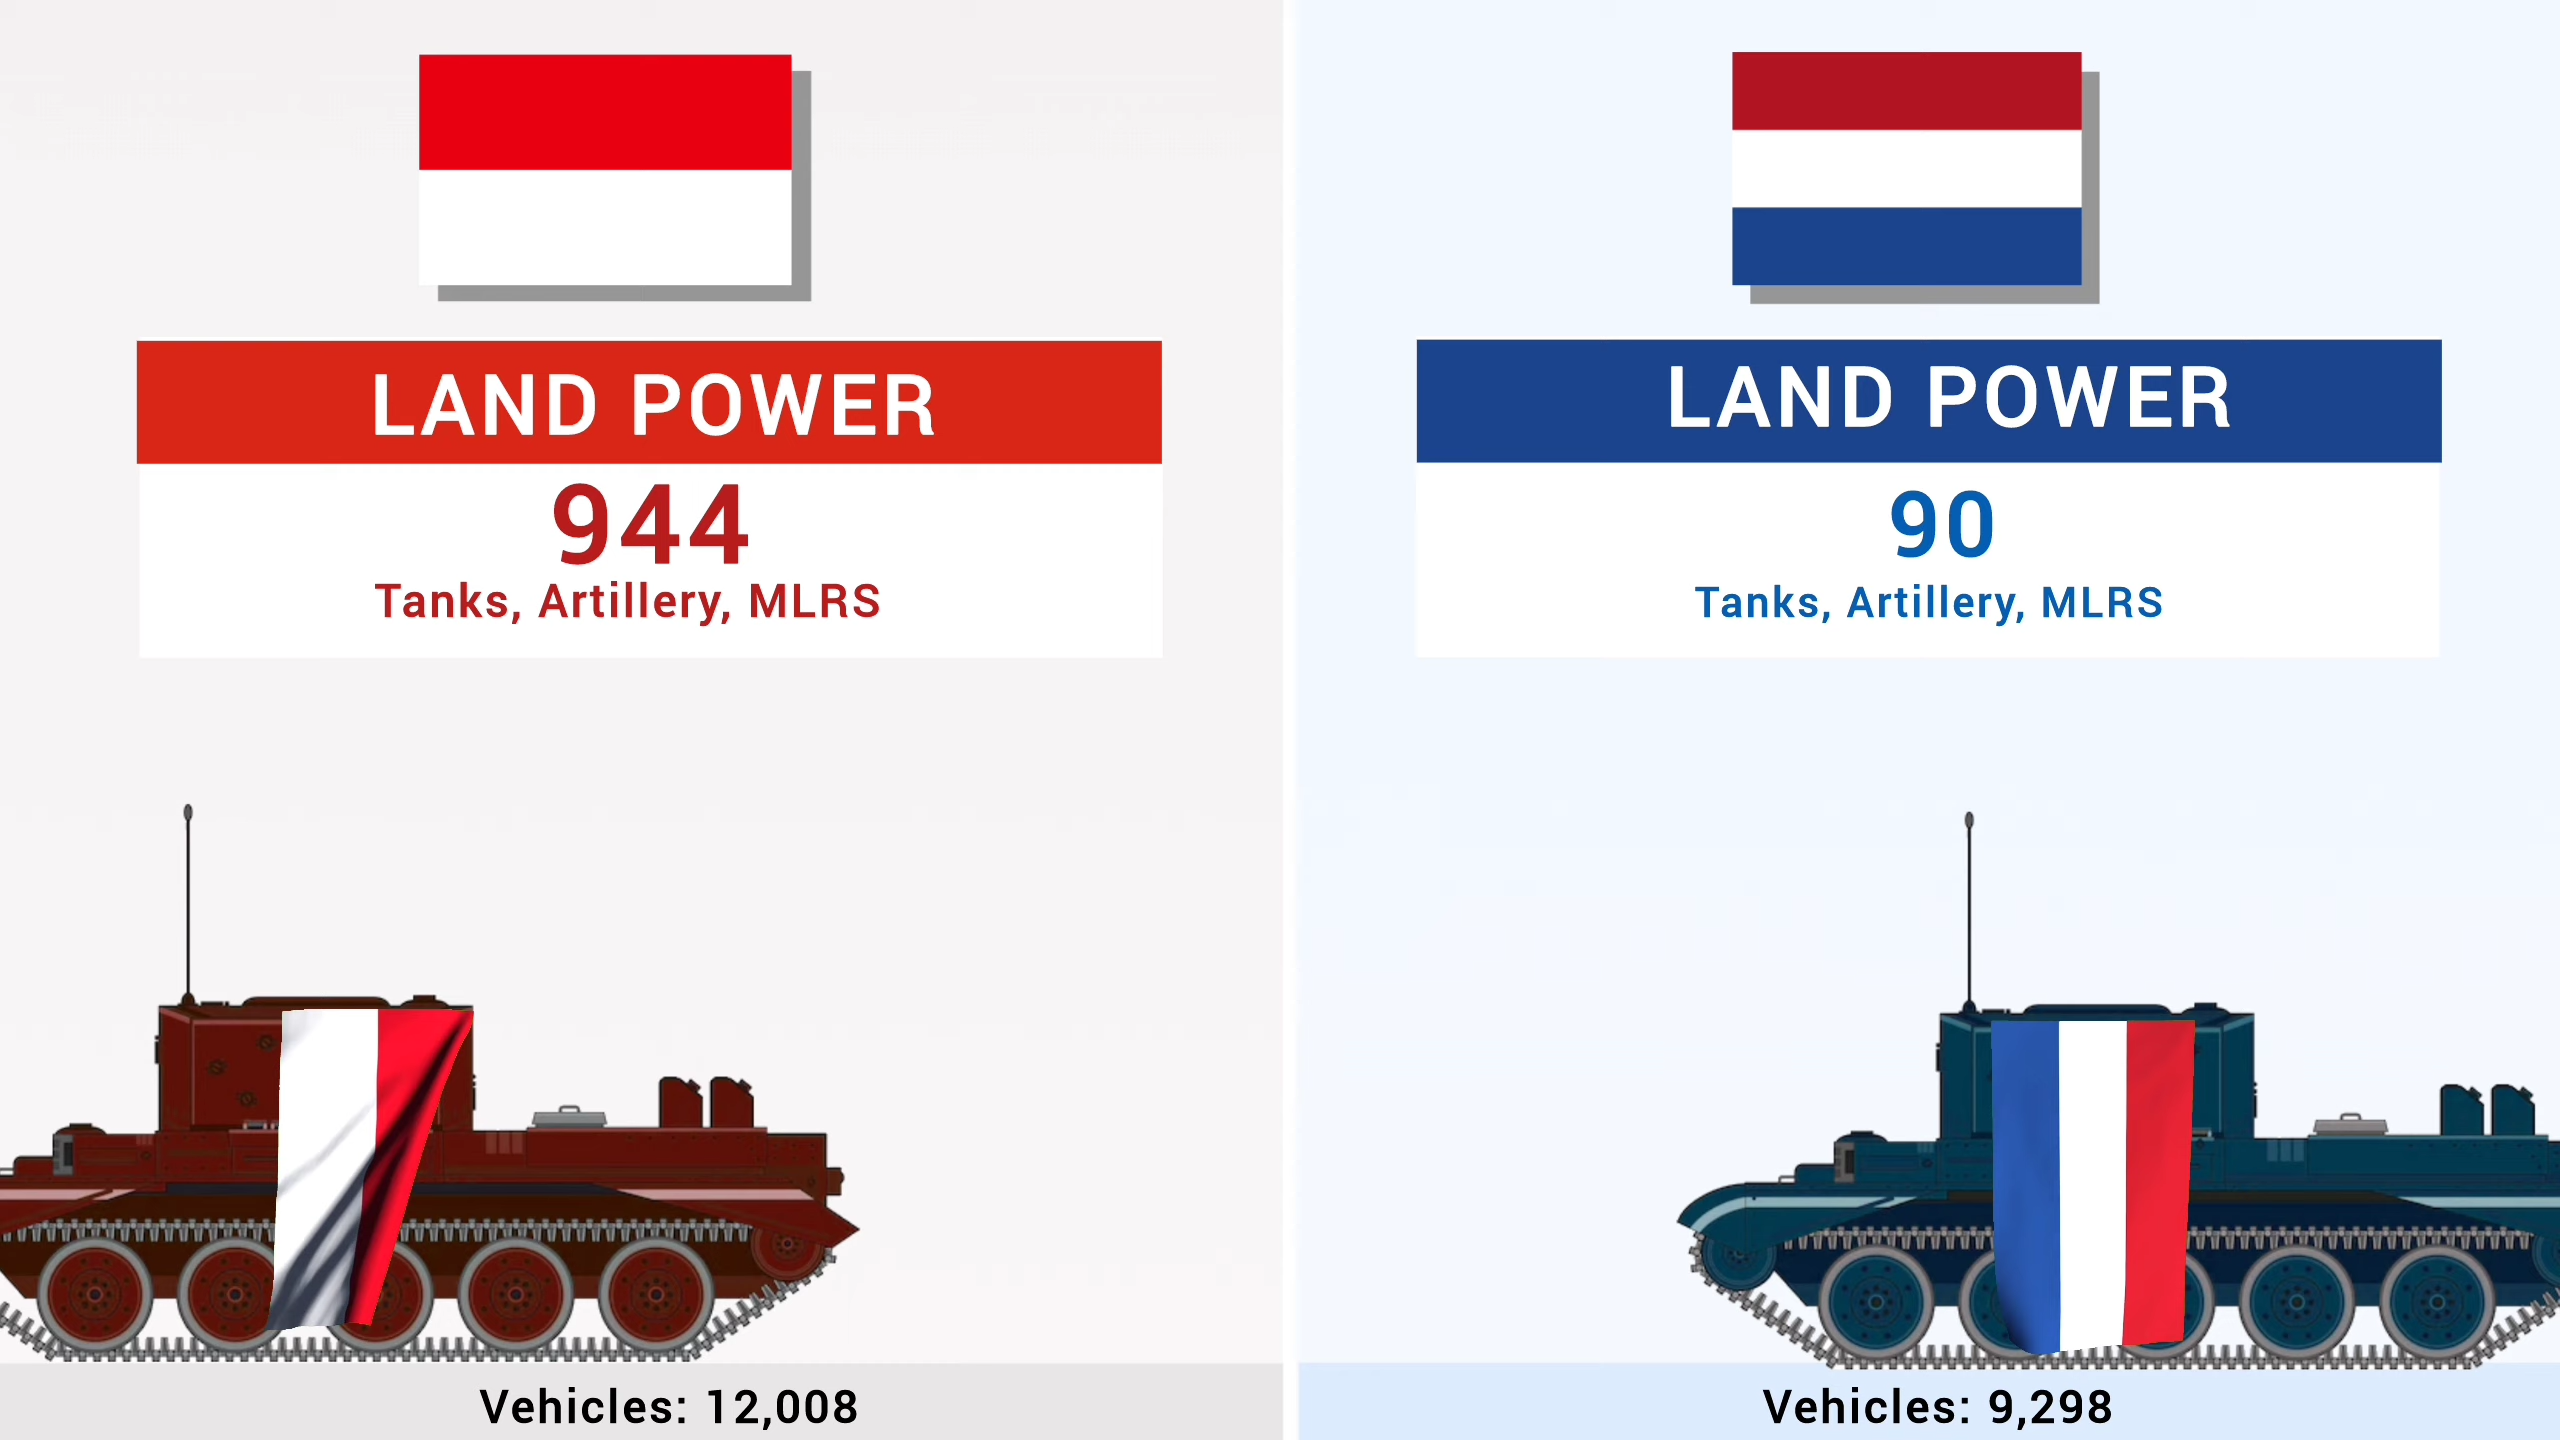 LAND POWER
944
Tanks, Artillery, MLRS
Vehicles: 12,008
LAND POWER
90
Tanks, Artillery, MLRS
Vehicles: 9,298